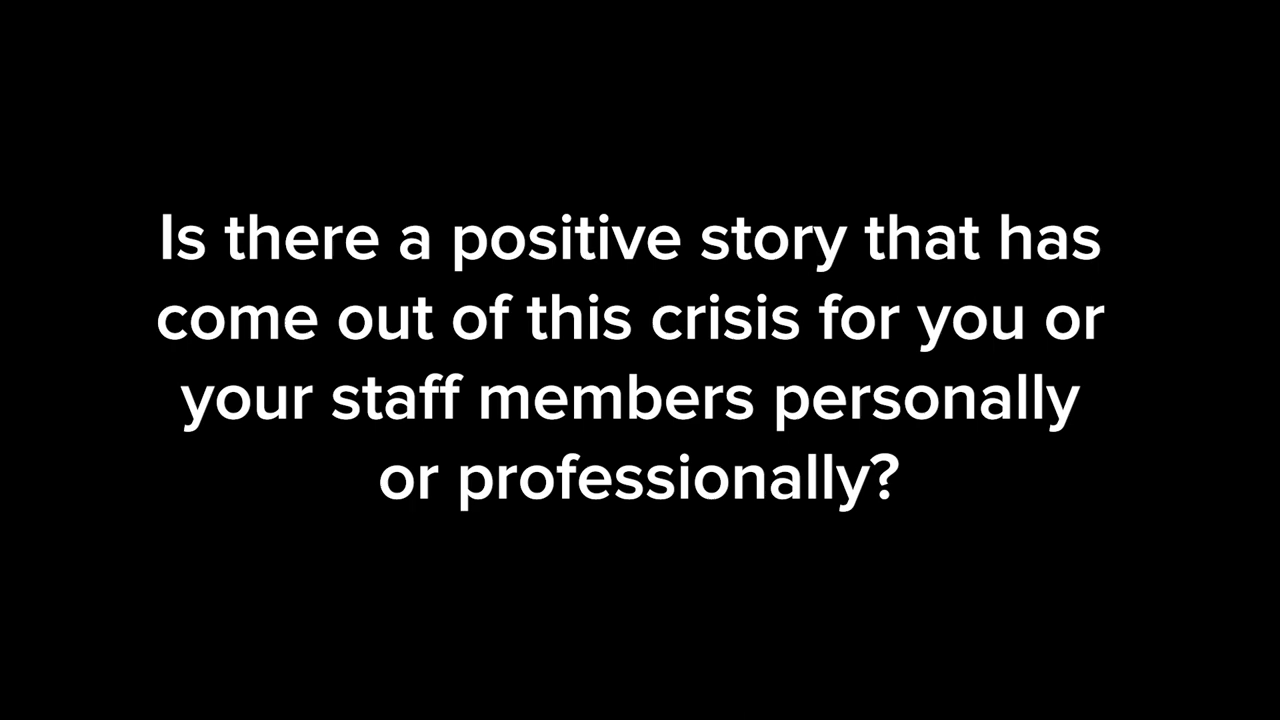 Is there a positive story that has
come out of this crisis for you or
your staff members personally
or professionally?